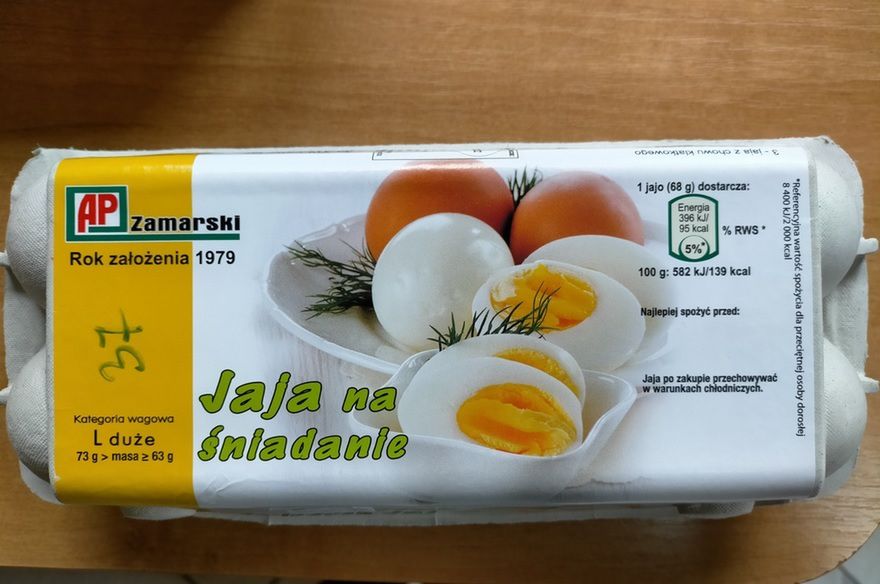 AP Zamarski
Rok założenia 1979
37
Kategoria wagowa
L duże
73 g > masa ≥ 63 g
Jaja na
śniadanie
3 - jaja z chowu klatkowego
1 jajo (68 g) dostarcza:
Energia
396 kJ/
95 kcal
5%*
% RWS *
100 g: 582 kJ/139 kcal
Najlepiej spożyć przed:
Jaja po zakupie przechowywać
w warunkach chłodniczych.
*Referencyjna wartość spożycia dla przeciętnej osoby dorosłej
8 400 kJ/2 000 kcal